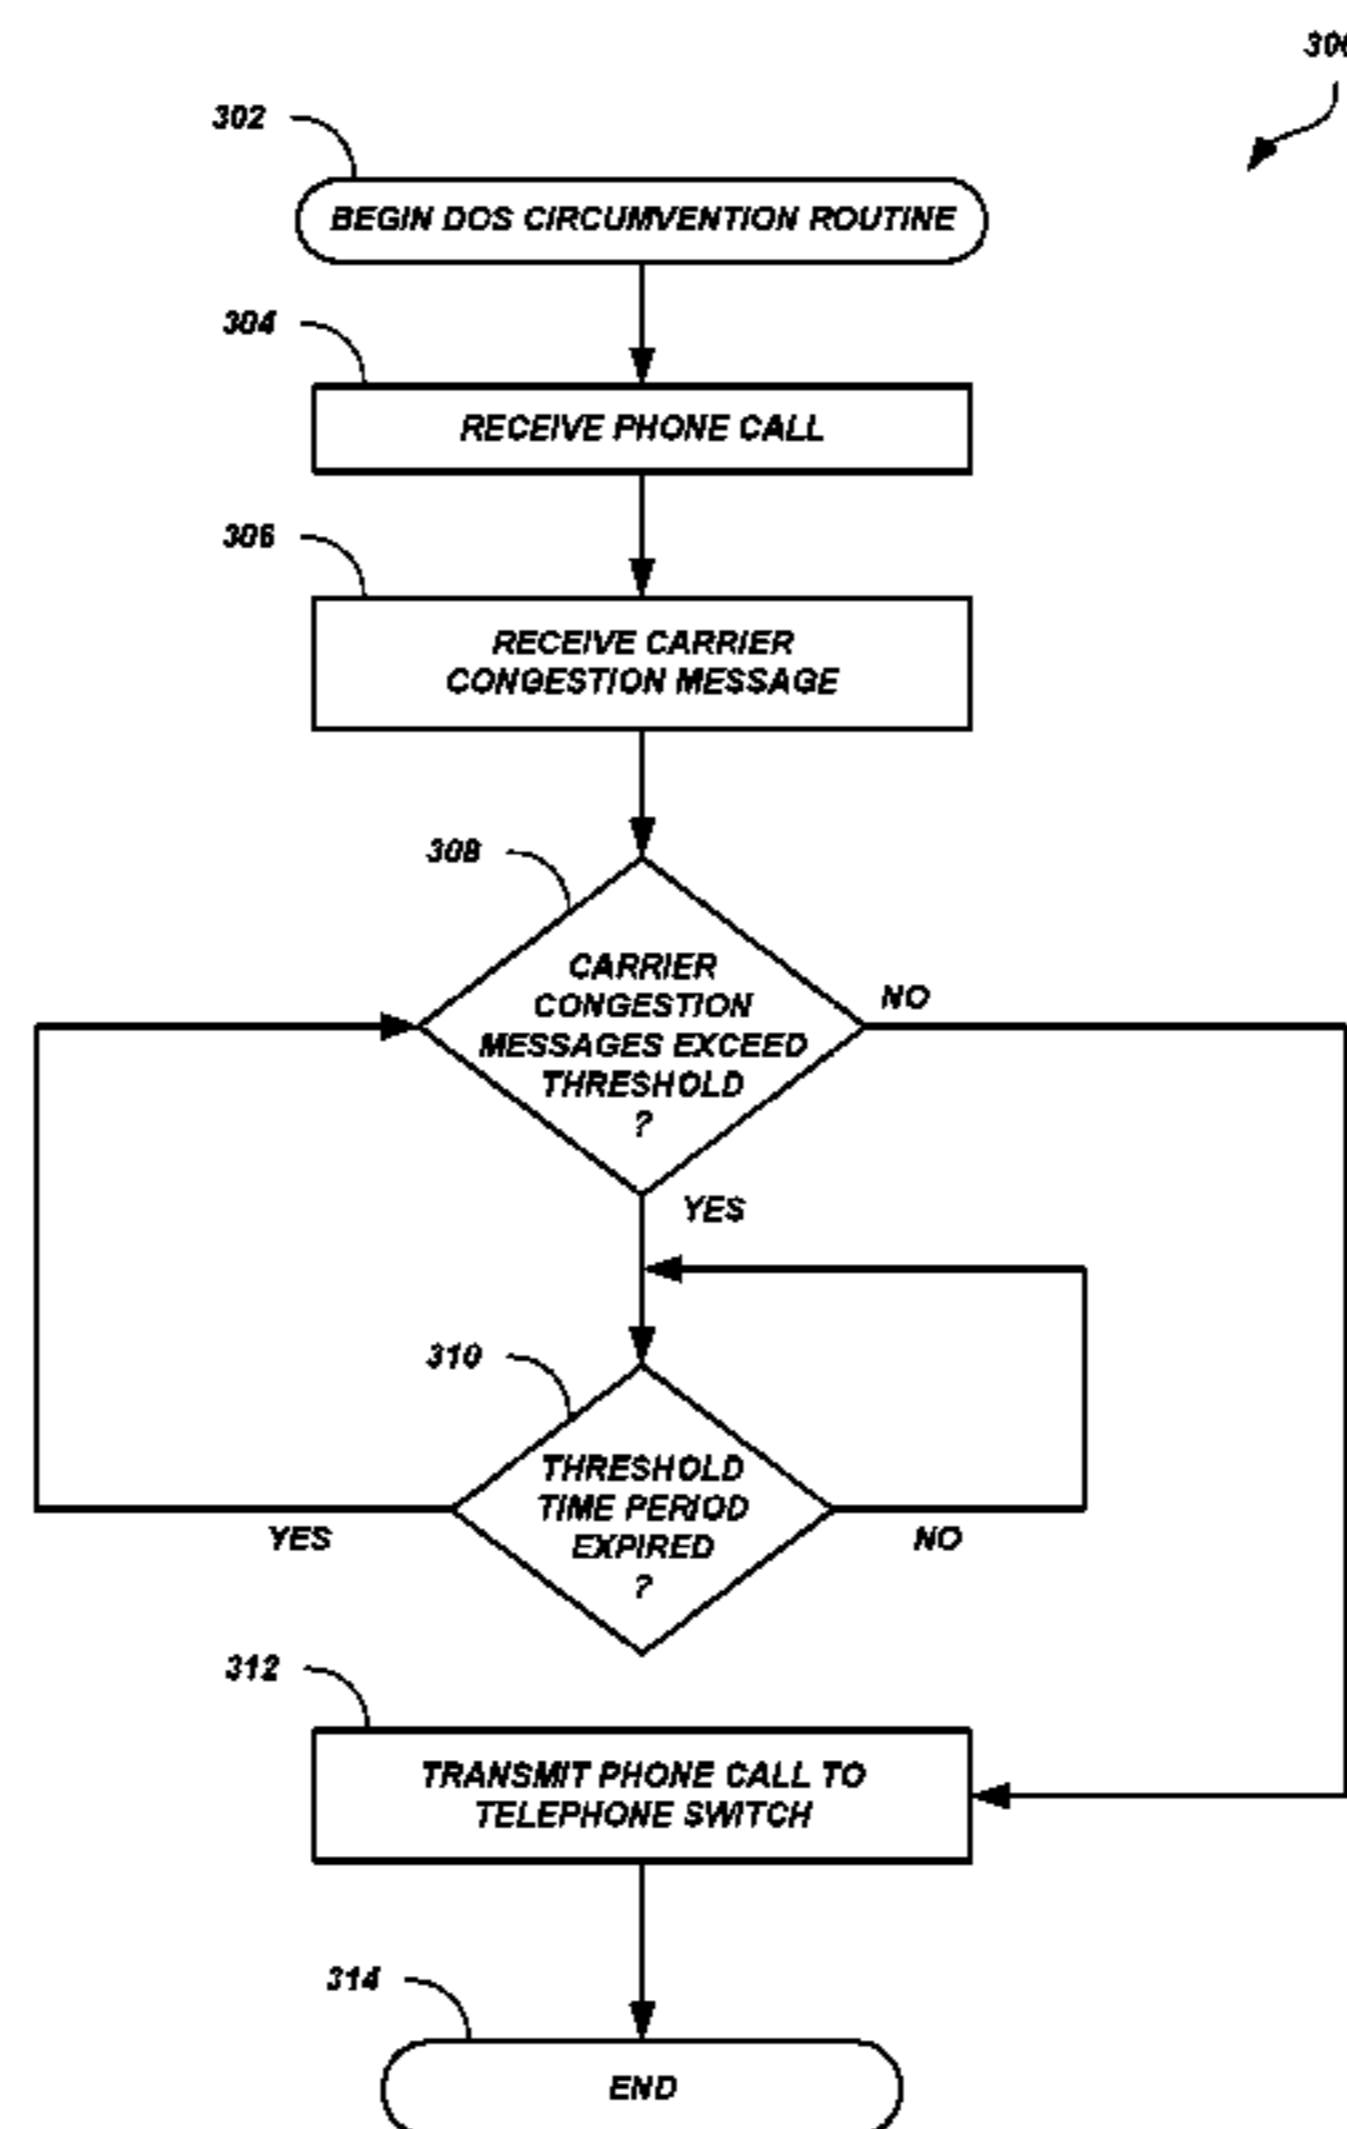 302
BEGIN DOS CIRCUMVENTION ROUTINE
304
RECEIVE PHONE CALL
306
RECEIVE CARRIER
CONGESTION MESSAGE
308
CARRIER
CONGESTION
MESSAGES EXCEED
THRESHOLD
?
NO
YES
310
THRESHOLD
TIME PERIOD
EXPIRED
?
YES
NO
312
TRANSMIT PHONE CALL TO
TELEPHONE SWITCH
314
END